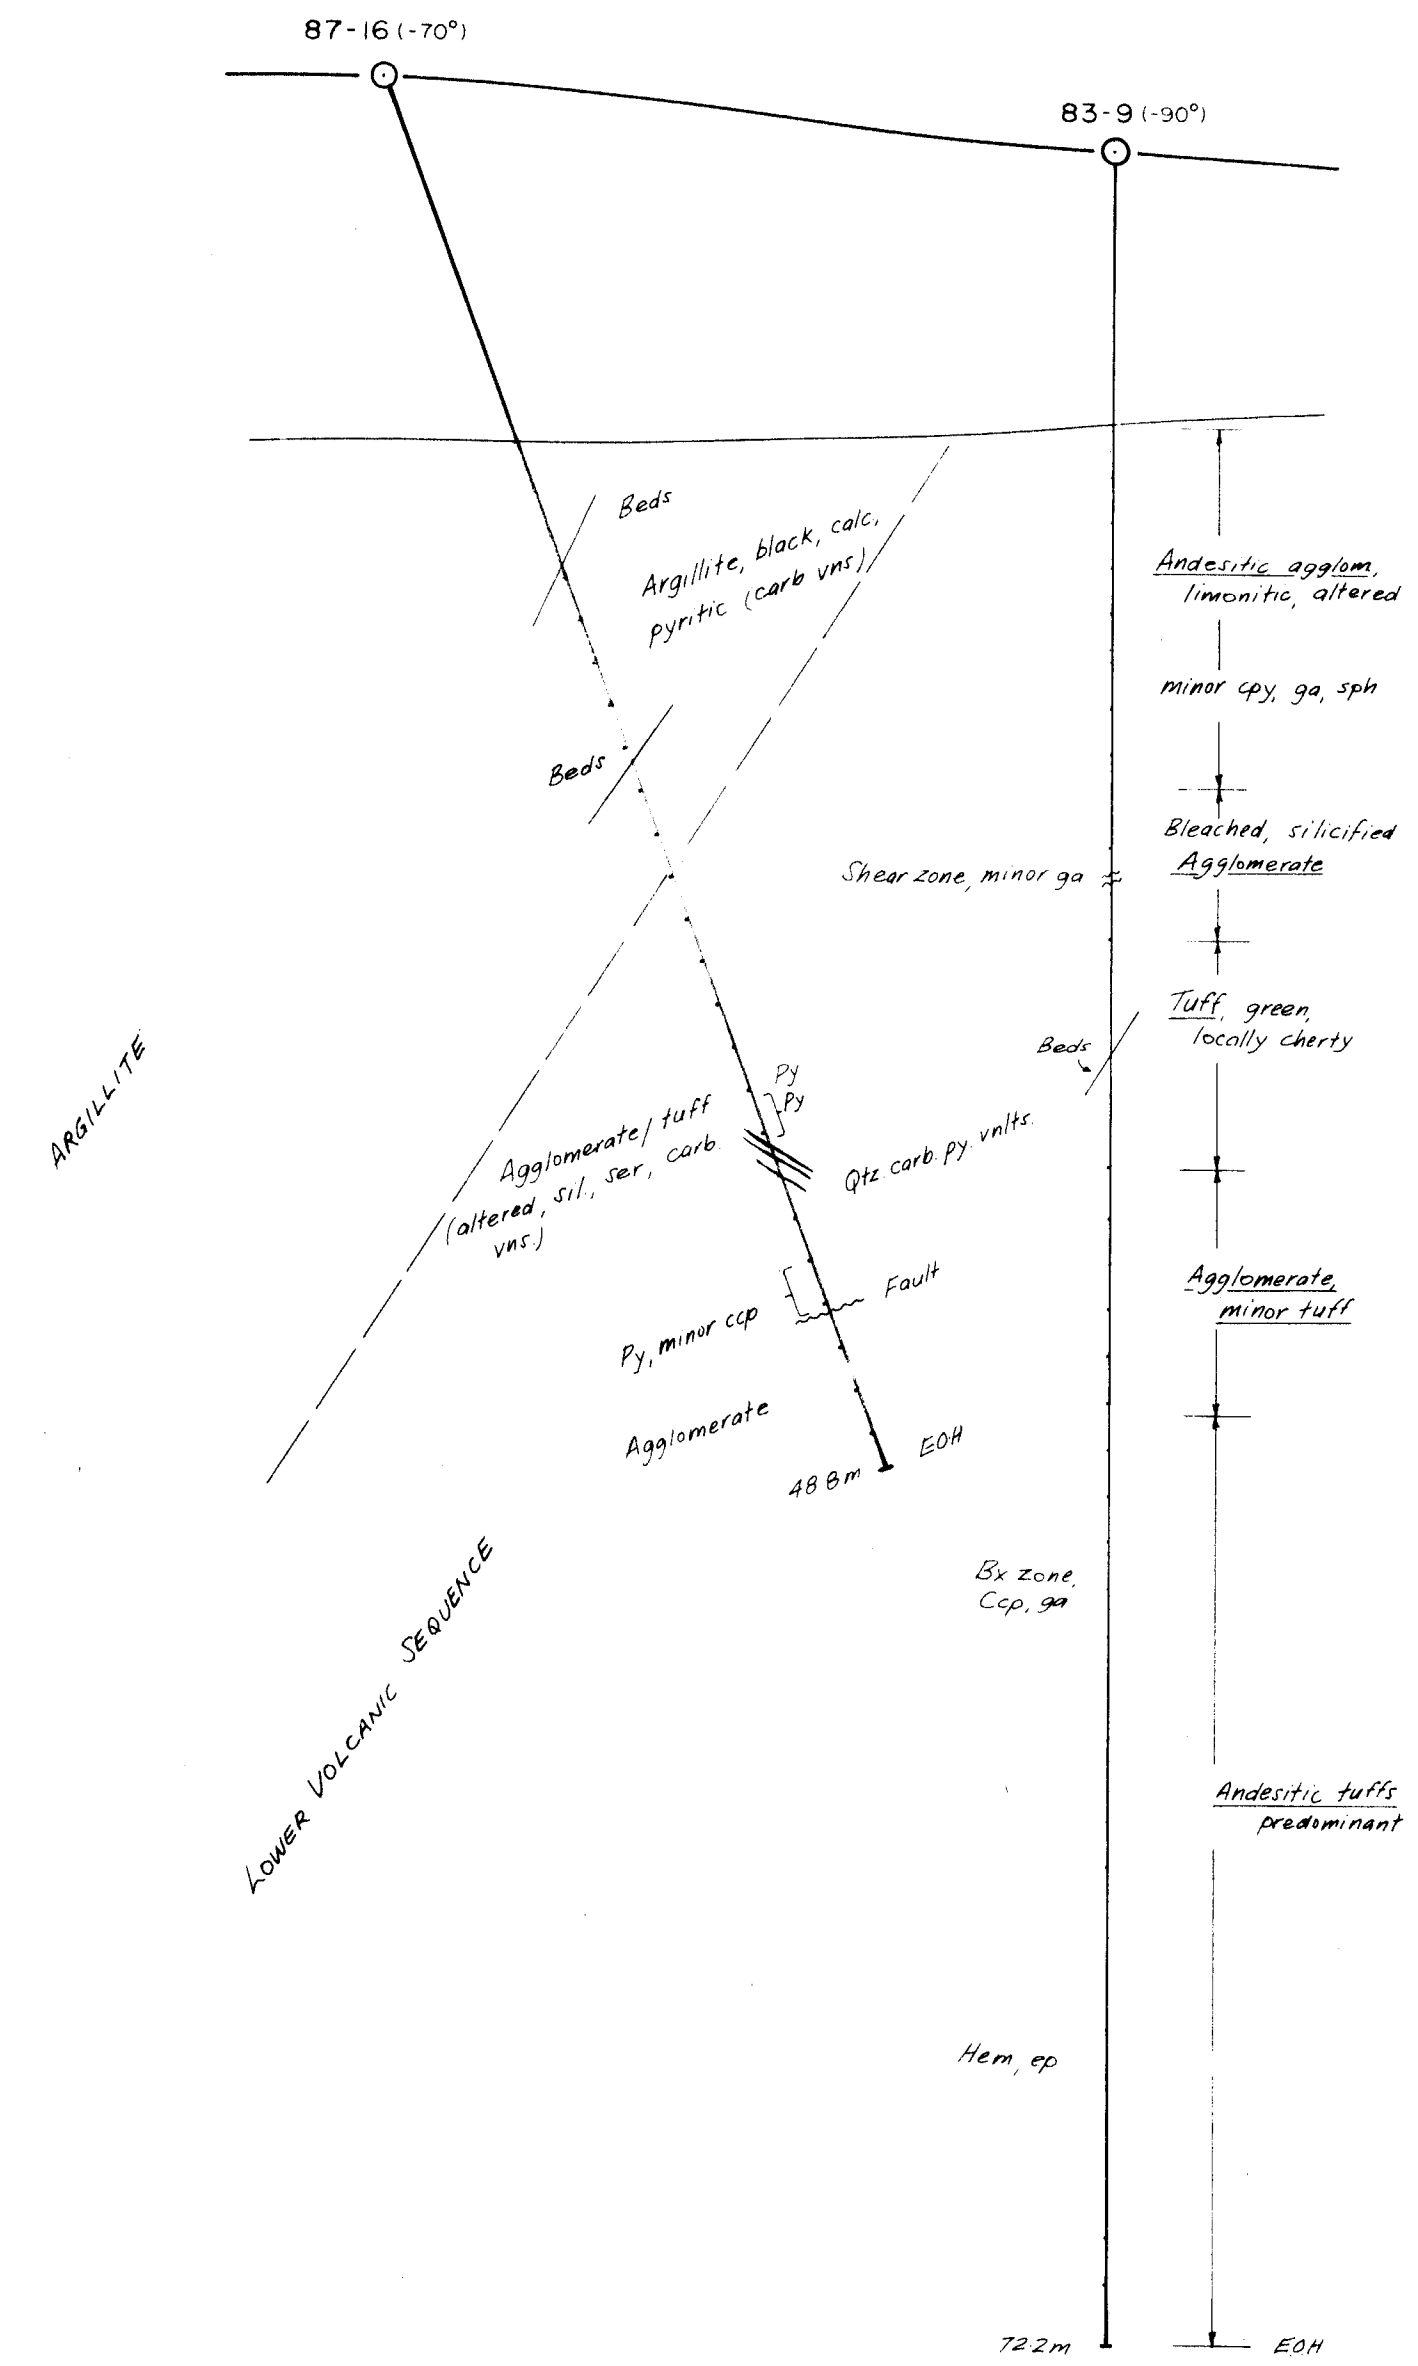 87-16 (-70°)
83-9 (-90°)
Beds
Argillite, black, calc,
pyritic (carb vns)
Andesitic agglom,
limonitic, altered
minor cpy, ga, sph
Beds
Bleached, silicified
Agglomerate
Shear zone, minor ga
Tuff, green,
locally cherty
Beds
ARGILLITE
Py
Py
Agglomerate/tuff
(altered, sil., ser, carb.
vns.)
Qtz. carb. py. vnlts.
Agglomerate,
minor tuff
Fault
Py, minor ccp
Agglomerate
EOH
48.8m
LOWER VOLCANIC SEQUENCE
Bx zone,
Ccp, ga
Andesitic tuffs
predominant
Hem, ep
72.2m
EOH